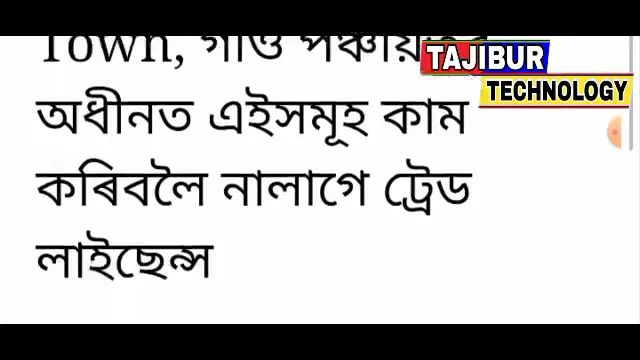 Town, গাওঁ
TAJIBUR
TECHNOLOGY
অধীনত এইসমূহ কাম
কৰিবলৈ নালাগে ট্ৰেড
লাইছেন্স